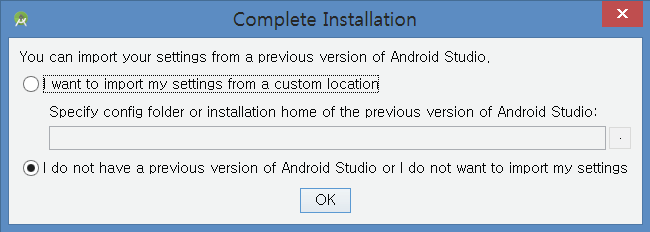 Complete Installation
You can import your settings from a previous version of Android Studio.
I want to import my settings from a custom location
Specify config folder or installation home of the previous version of Android Studio:
.
I do not have a previous version of Android Studio or I do not want to import my settings
OK